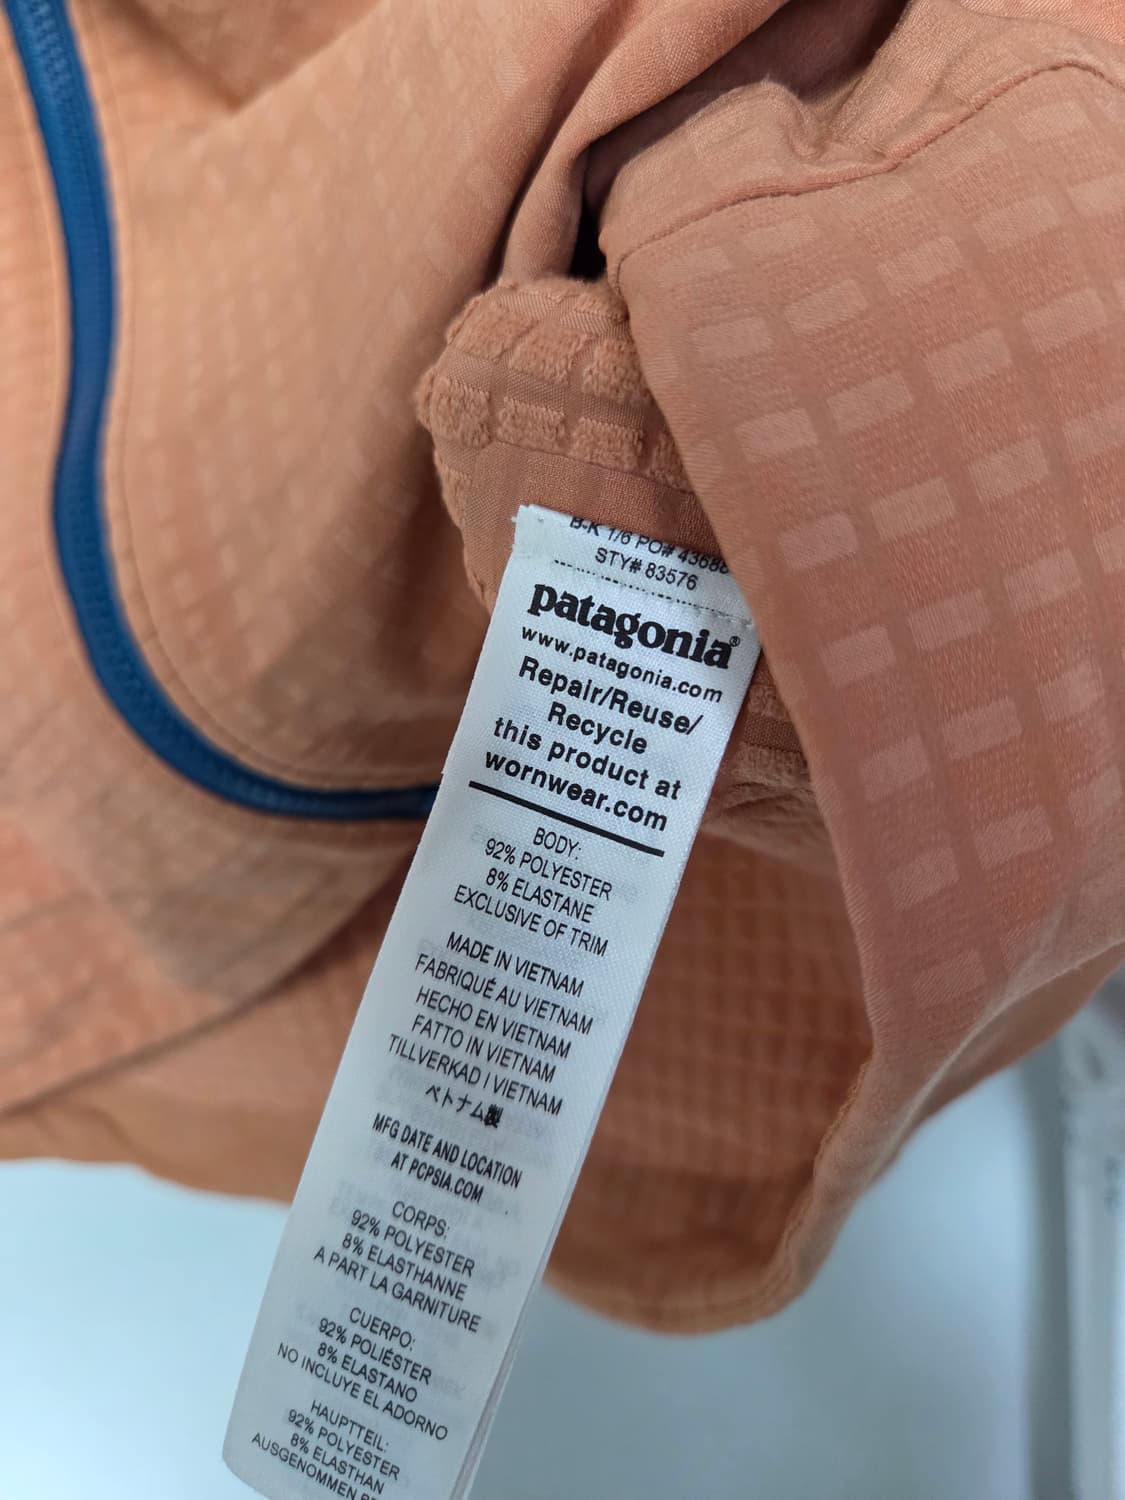 B-K 1/6 PO# 43688
STY# 83576
patagonia®
www.patagonia.com
Repair/Reuse/
Recycle
this product at
wornwear.com
BODY:
92% POLYESTER
8% ELASTANE
EXCLUSIVE OF TRIM
MADE IN VIETNAM
FABRIQUÉ AU VIETNAM
HECHO EN VIETNAM
FATTO IN VIETNAM
TILLVERKAD I VIETNAM
ベトナム製
MFG DATE AND LOCATION
AT PCPSIA.COM
CORPS:
92% POLYESTER
8% ELASTHANNE
A PART LA GARNITURE
CUERPO:
92% POLIÉSTER
8% ELASTANO
NO INCLUYE EL ADORNO
HAUPTTEIL:
92% POLYESTER
8% ELASTHAN
AUSGENOMMEN